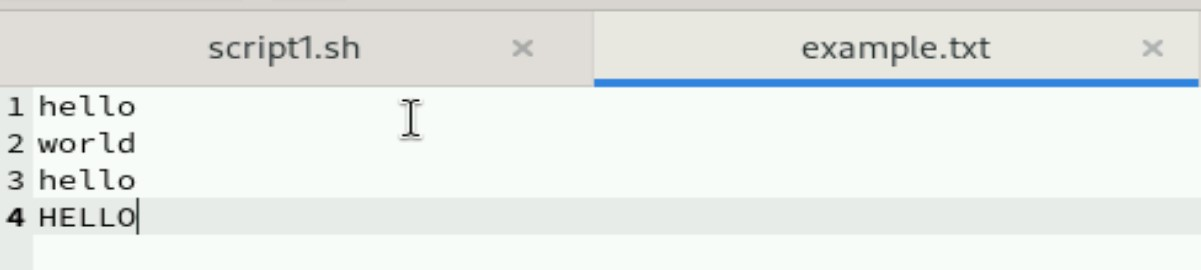 script1.sh × example.txt ×
1 hello
2 world
3 hello
4 HELLO